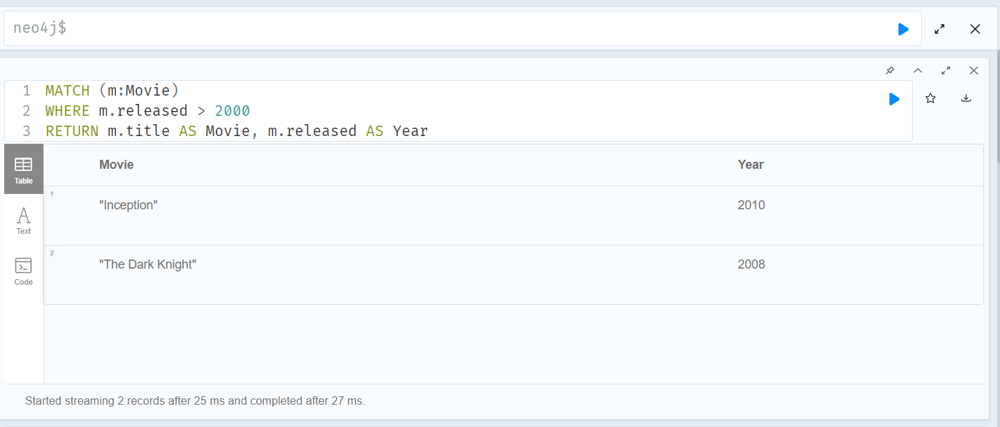 neo4j$
1 MATCH (m:Movie)
2 WHERE m.released > 2000
3 RETURN m.title AS Movie, m.released AS Year
Table
Text
Code
Movie Year
1 "Inception" 2010
2 "The Dark Knight" 2008
Started streaming 2 records after 25 ms and completed after 27 ms.